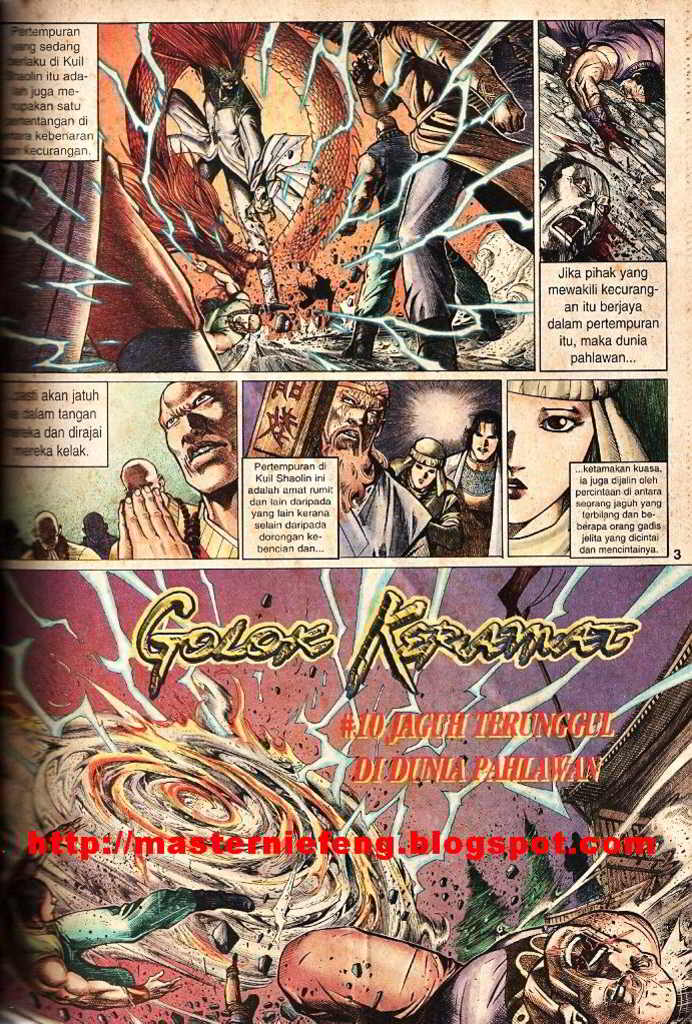 Pertempuran
yang sedang
berlaku di Kuil
Shaolin itu ada-
lah juga me-
rupakan satu
pertentangan di
antara kebenaran
dan kecurangan.
Jika pihak yang
mewakili kecurang-
an itu berjaya
dalam pertempuran
itu, maka dunia
pahlawan...
pasti akan jatuh
ke dalam tangan
mereka dan dirajai
mereka kelak.
Pertempuran di
Kuil Shaolin ini
adalah amat rumit
dan lain daripada
yang lain kerana
selain daripada
dorongan ke-
bencian dan...
...ketamakan kuasa,
ia juga dijalin oleh
percintaan di antara
seorang jaguh yang
terbilang dan be-
berapa orang gadis
jelita yang dicintai
dan mencintainya.
3
GOLOK KERAMAT
#10 JAGUH TERUNGGUL
DI DUNIA PAHLAWAN
http://masterniefeng.blogspot.com